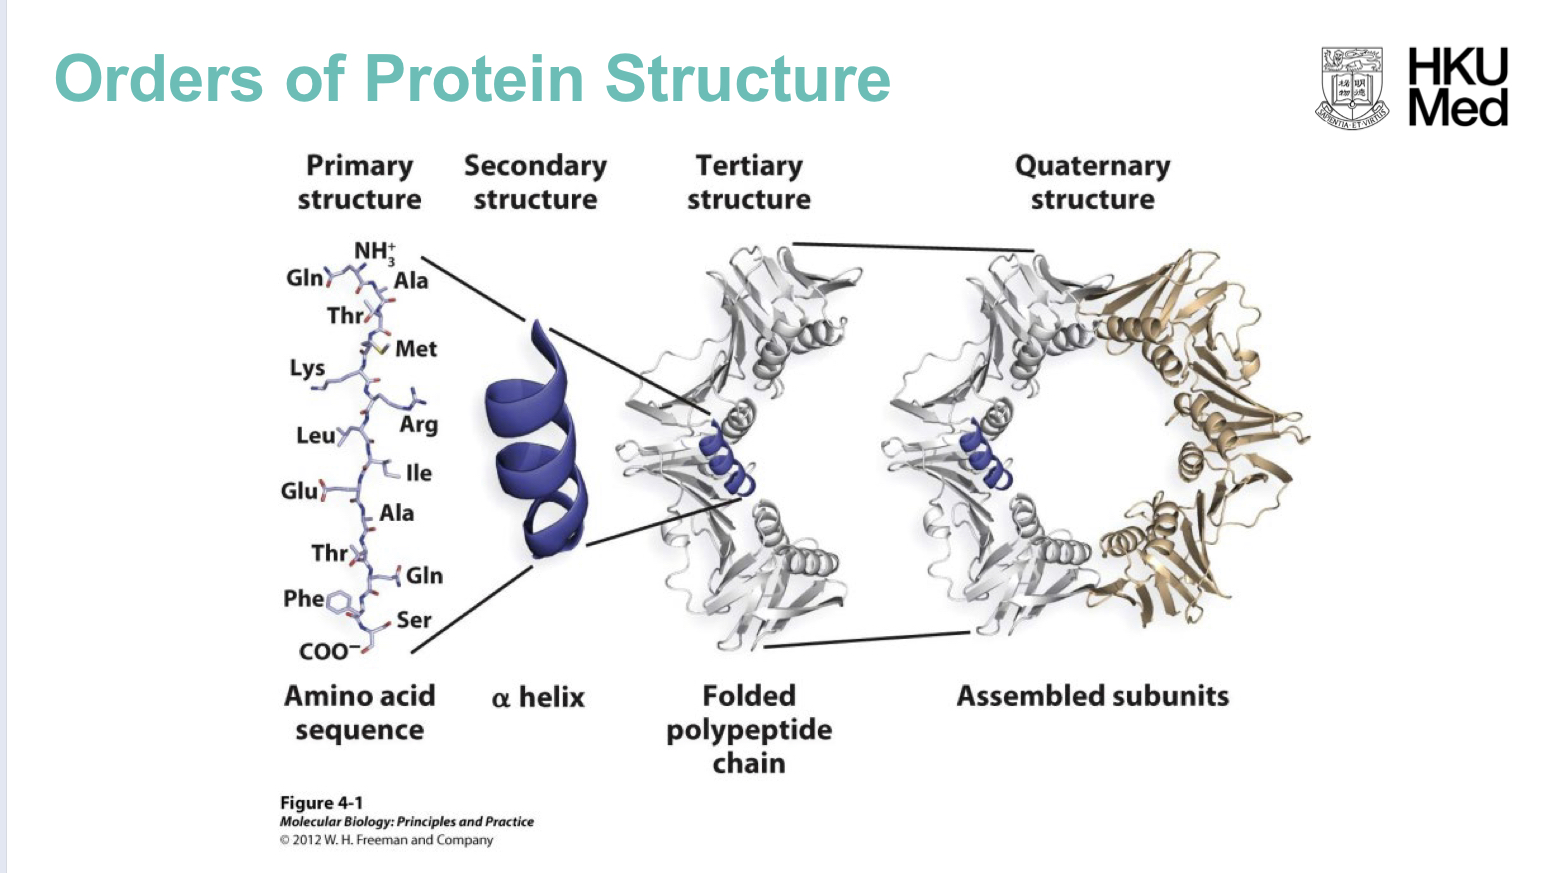 Orders of Protein Structure
HKU
Med
SAPIENTIA·ET·VIRTUS
Primary
structure
Secondary
structure
Tertiary
structure
Quaternary
structure
NH₃⁺
Gln
Ala
Thr
Met
Lys
Arg
Leu
Ile
Glu
Ala
Thr
Gln
Phe
Ser
COO⁻
Amino acid
sequence
α helix
Folded
polypeptide
chain
Assembled subunits
Figure 4-1
Molecular Biology: Principles and Practice
© 2012 W. H. Freeman and Company